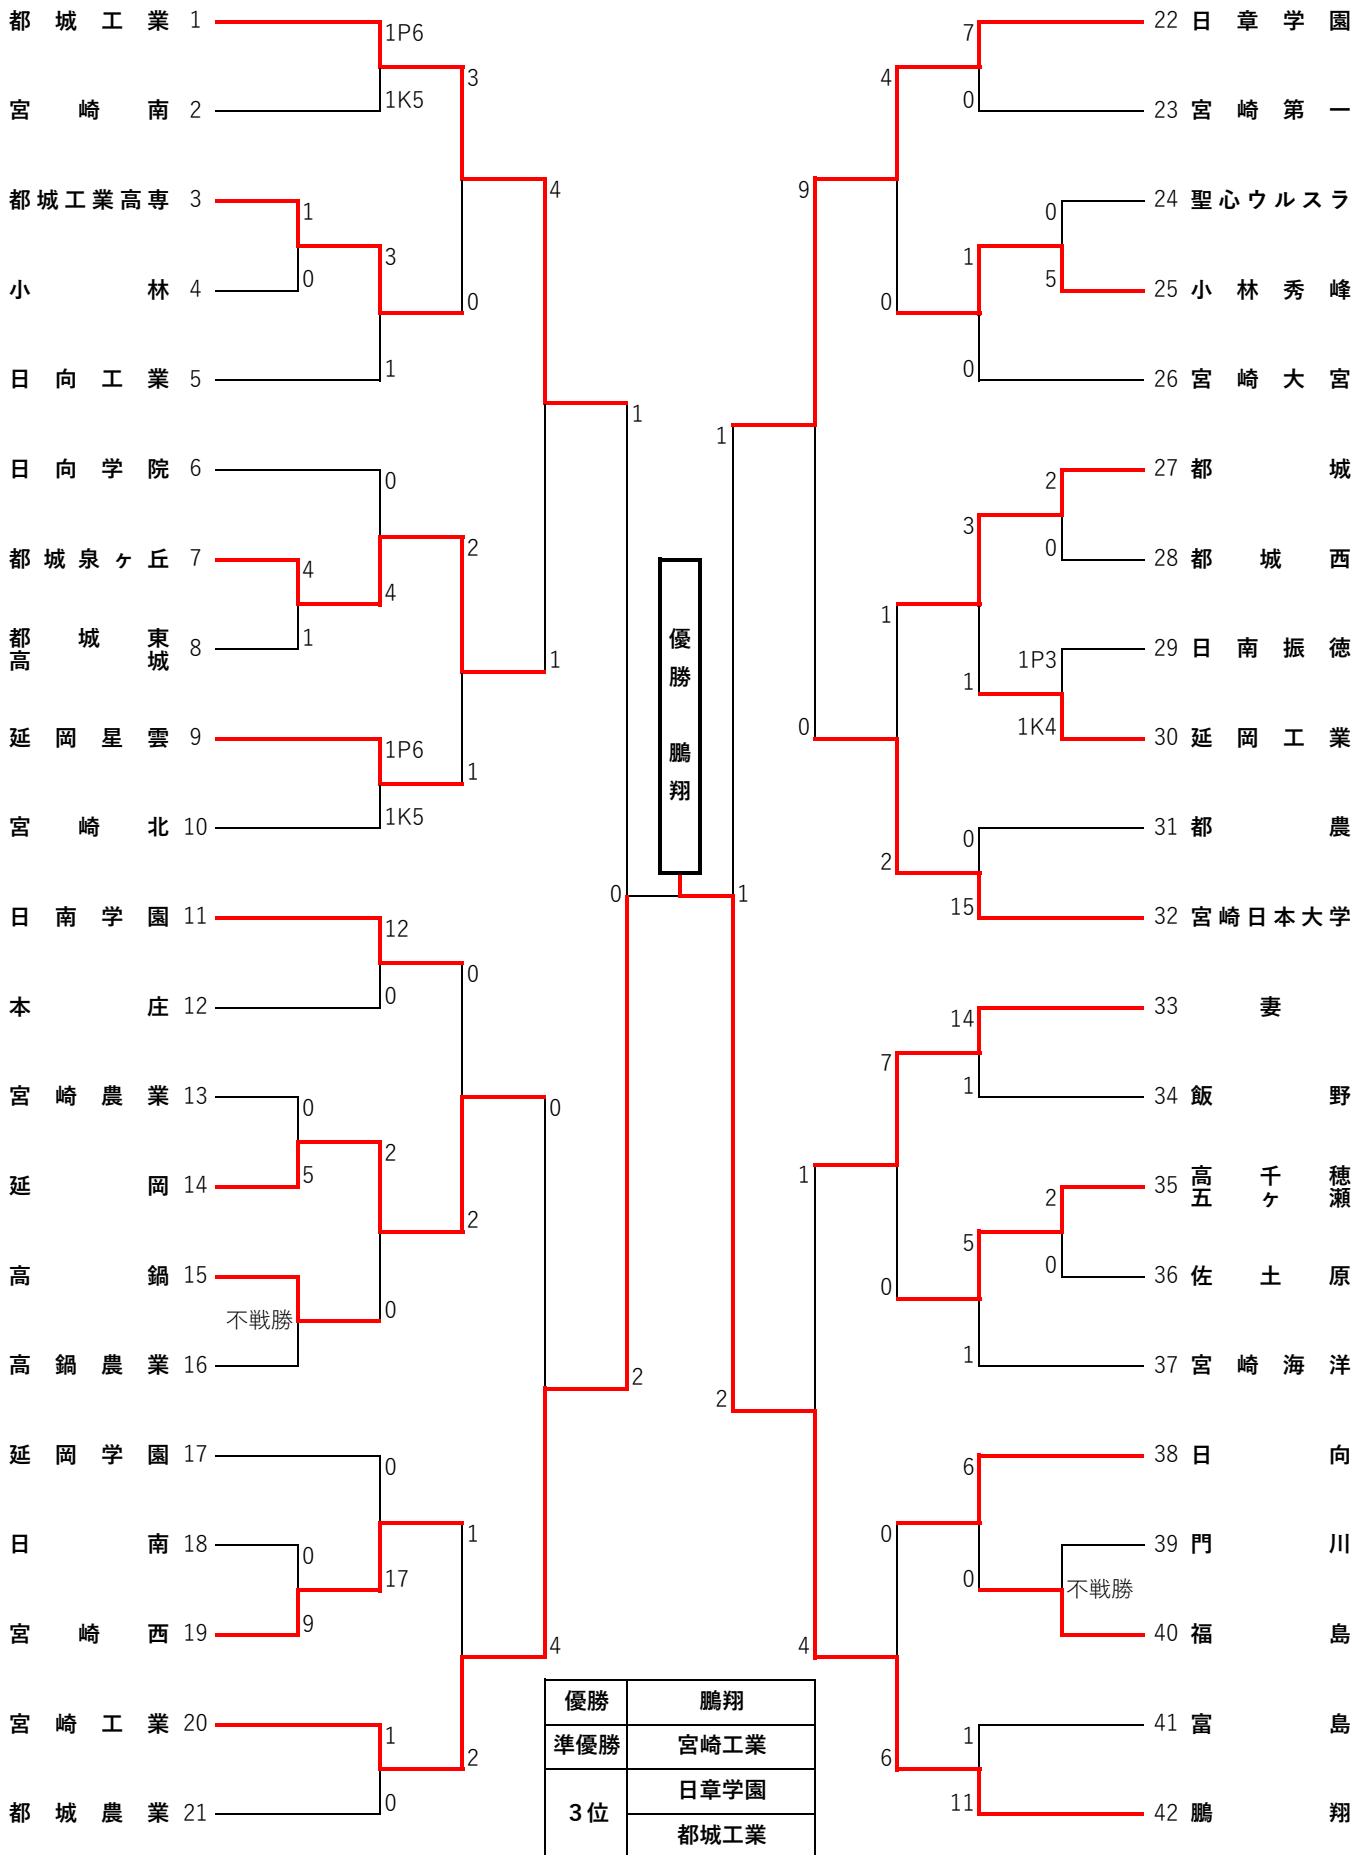 都城工業 1
宮崎南 2
都城工業高専 3
小林 4
日向工業 5
日向学院 6
都城泉ヶ丘 7
都城東
高城 8
延岡星雲 9
宮崎北 10
日南学園 11
本庄 12
宮崎農業 13
延岡 14
高鍋 15
高鍋農業 16
延岡学園 17
日南 18
宮崎西 19
宮崎工業 20
都城農業 21
1P6
1K5
1
0
3
1
3
0
0
4
1
4
1P6
1K5
2
1
4
1
12
0
0
5
不戦勝
2
0
0
2
0
9
0
17
1
0
1
2
0
4
1
2
0
優勝 鵬翔
1
1
2
9
0
1
4
4
0
1
2
7
0
0
6
7
0
1
0
0
5
3
1
2
0
1P3
1K4
0
15
14
1
5
1
2
0
6
0
不戦勝
1
11
22 日章学園
23 宮崎第一
24 聖心ウルスラ
25 小林秀峰
26 宮崎大宮
27 都城
28 都城西
29 日南振徳
30 延岡工業
31 都農
32 宮崎日本大学
33 妻
34 飯野
35 高千穂
五ヶ瀬
36 佐土原
37 宮崎海洋
38 日向
39 門川
40 福島
41 富島
42 鵬翔
優勝 鵬翔
準優勝 宮崎工業
3位 日章学園
都城工業